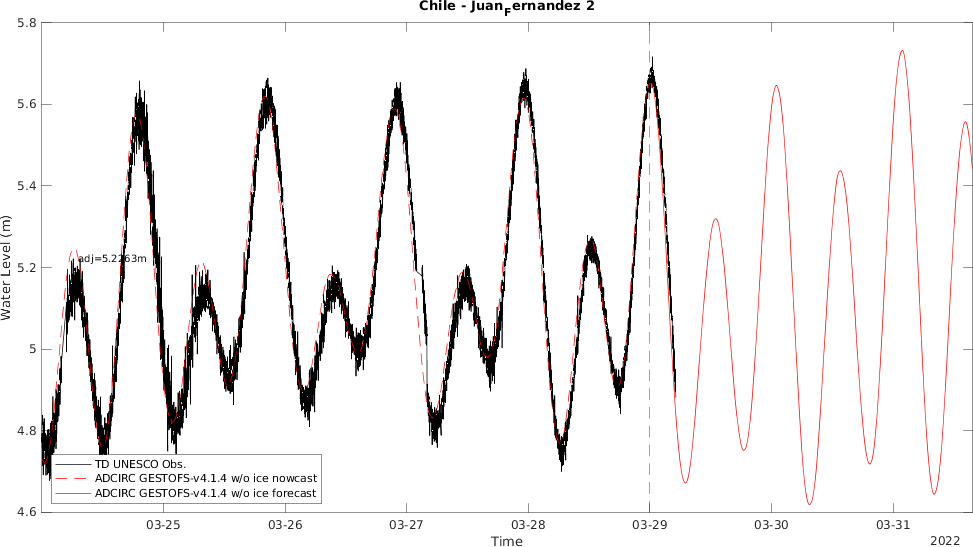 Chile - Juan_Fernandez 2
5.8
5.6
5.4
5.2
5
4.8
4.6
Water Level (m)
adj=5.2263m
TD UNESCO Obs.
ADCIRC GESTOFS-v4.1.4 w/o ice nowcast
ADCIRC GESTOFS-v4.1.4 w/o ice forecast
03-25 03-26 03-27 03-28 03-29 03-30 03-31
Time
2022